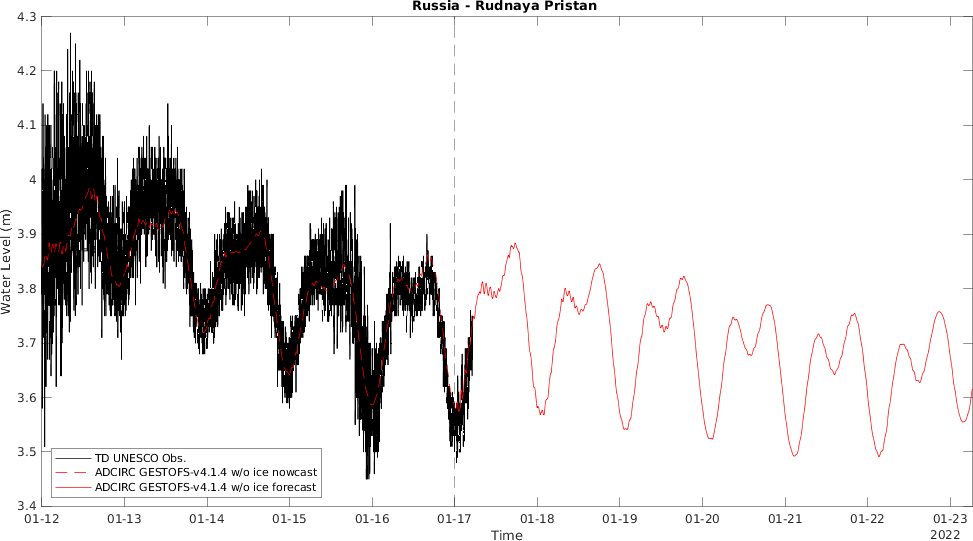 Russia - Rudnaya Pristan
4.3
4.2
4.1
4
3.9
3.8
3.7
3.6
3.5
3.4
Water Level (m)
TD UNESCO Obs.
ADCIRC GESTOFS-v4.1.4 w/o ice nowcast
ADCIRC GESTOFS-v4.1.4 w/o ice forecast
01-12 01-13 01-14 01-15 01-16 01-17 01-18 01-19 01-20 01-21 01-22 01-23
Time
2022